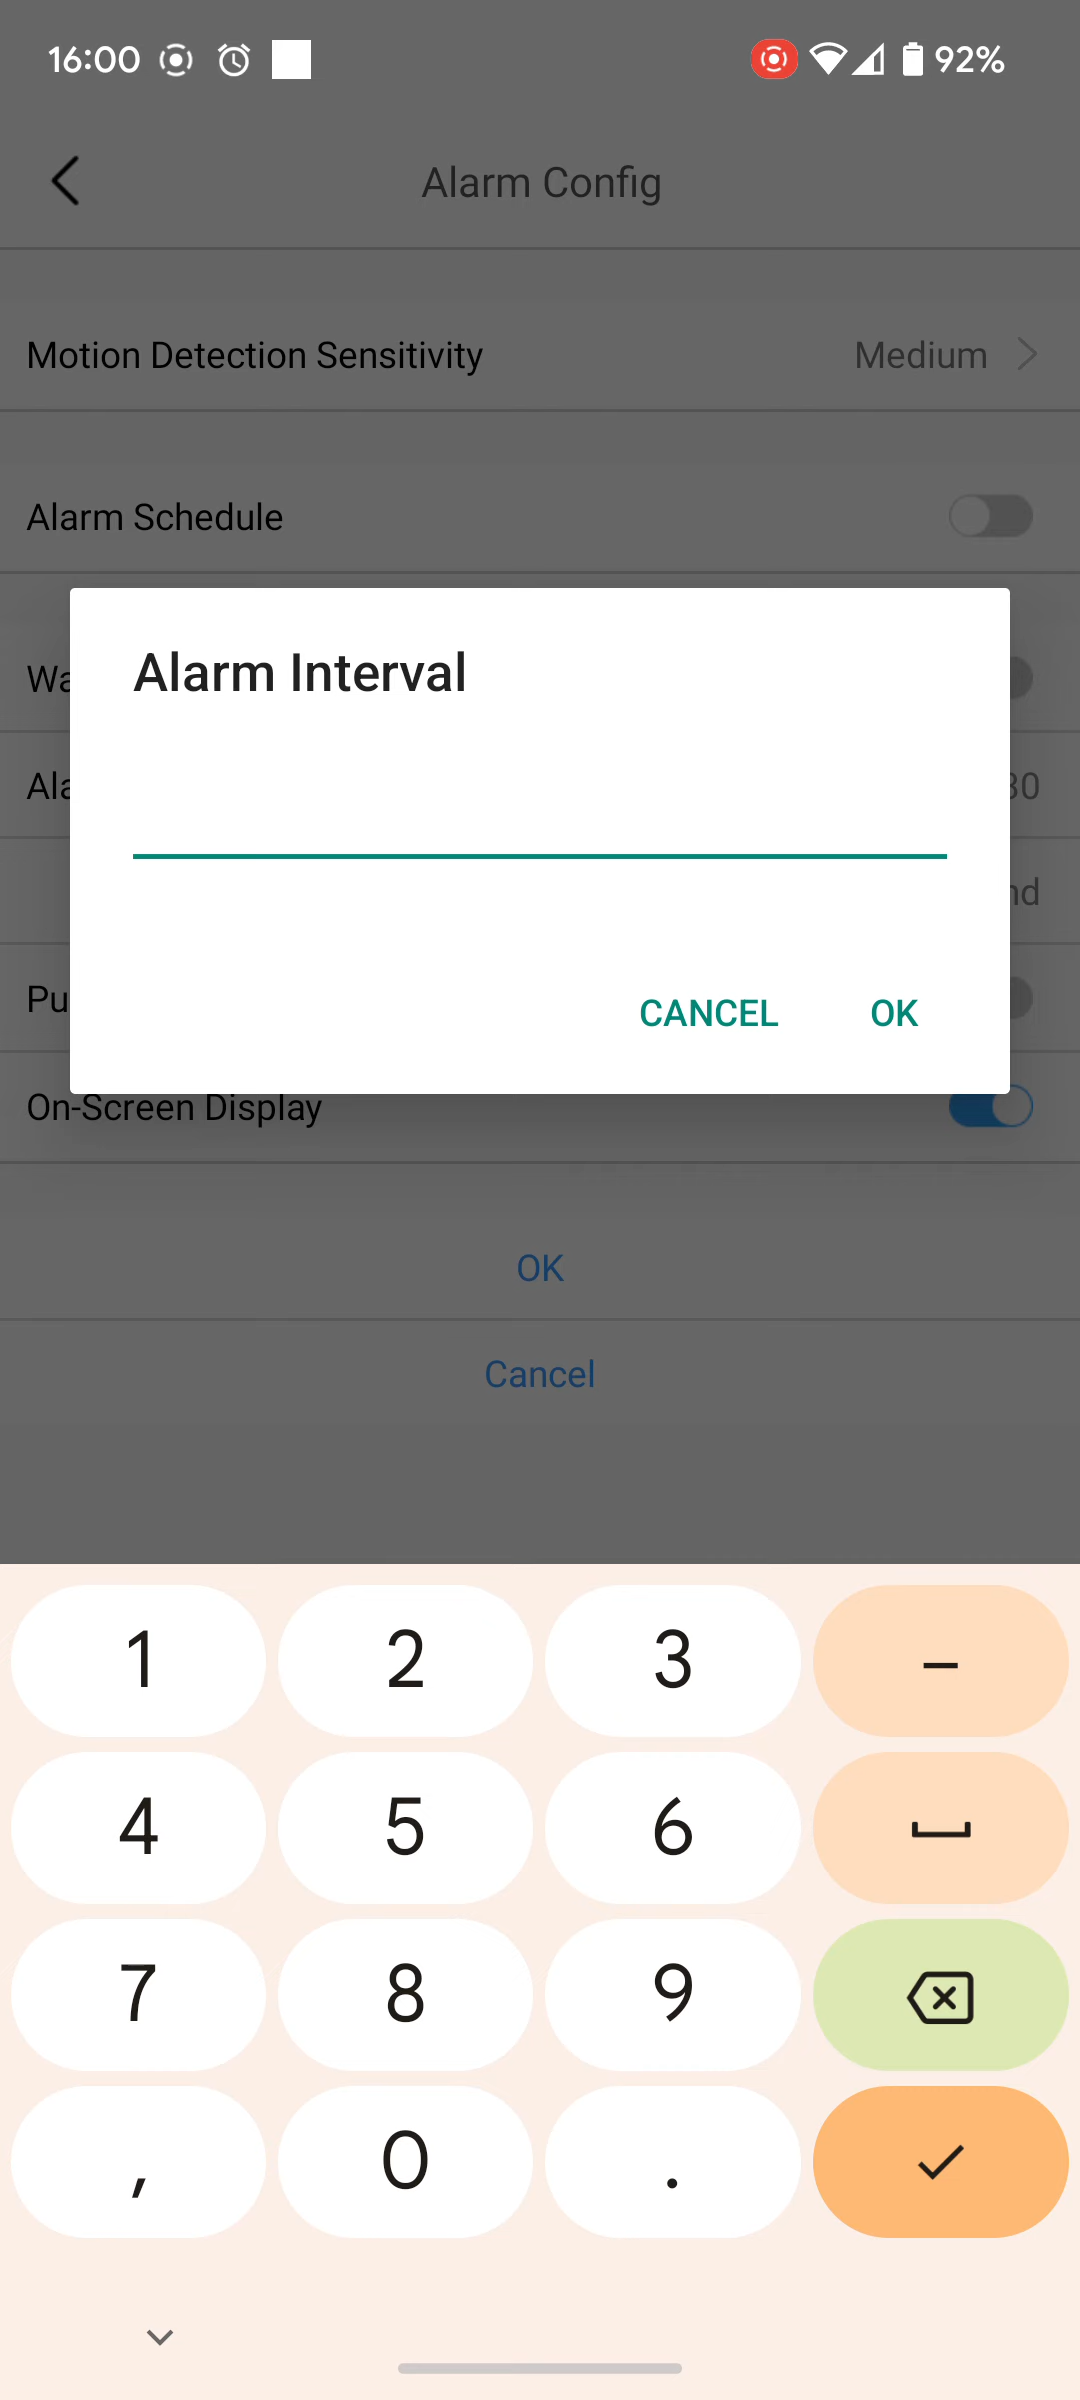 16:00 92%
Alarm Config
Motion Detection Sensitivity Medium
Alarm Schedule
Alarm Interval
CANCEL OK
On-Screen Display
OK
Cancel
1 2 3 –
4 5 6
7 8 9
, 0 .